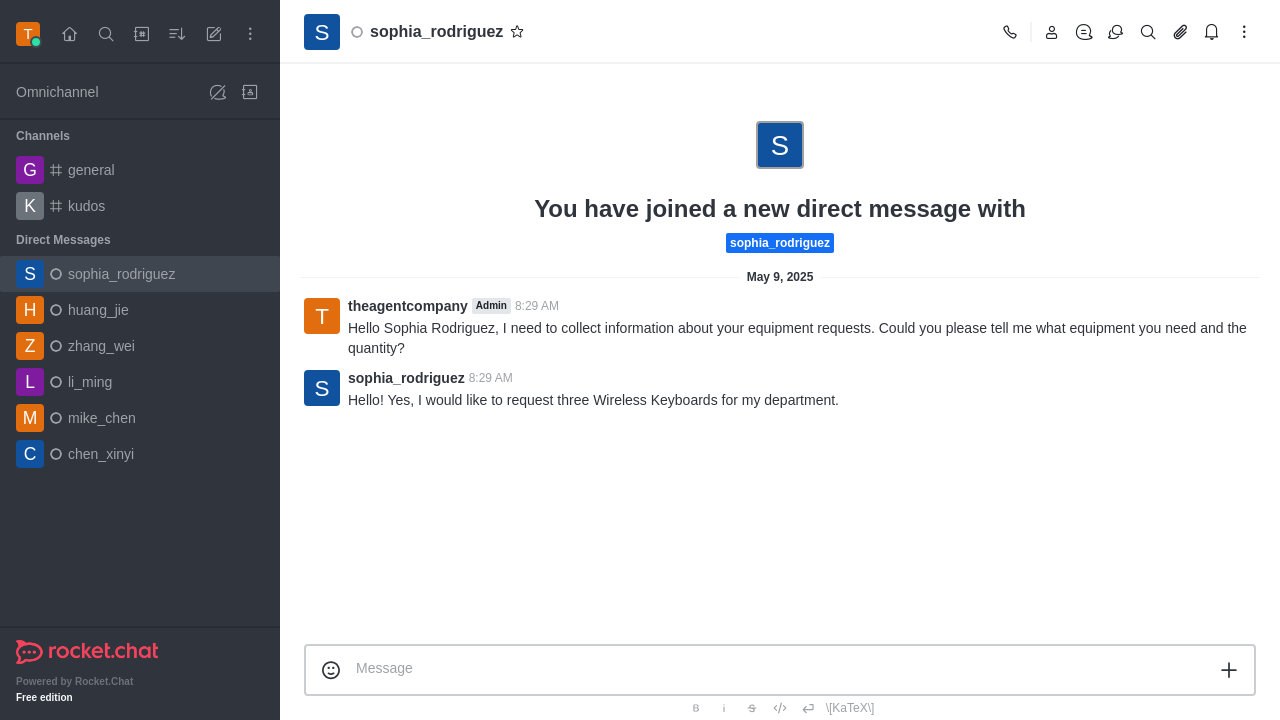 T
Omnichannel
Channels
G general
K kudos
Direct Messages
S sophia_rodriguez
H huang_jie
Z zhang_wei
L li_ming
M mike_chen
C chen_xinyi
rocket.chat
Powered by Rocket.Chat
Free edition
S sophia_rodriguez
S
You have joined a new direct message with
sophia_rodriguez
May 9, 2025
T theagentcompany Admin 8:29 AM
Hello Sophia Rodriguez, I need to collect information about your equipment requests. Could you please tell me what equipment you need and the
quantity?
S sophia_rodriguez 8:29 AM
Hello! Yes, I would like to request three Wireless Keyboards for my department.
Message
B i S </> \[KaTeX\]